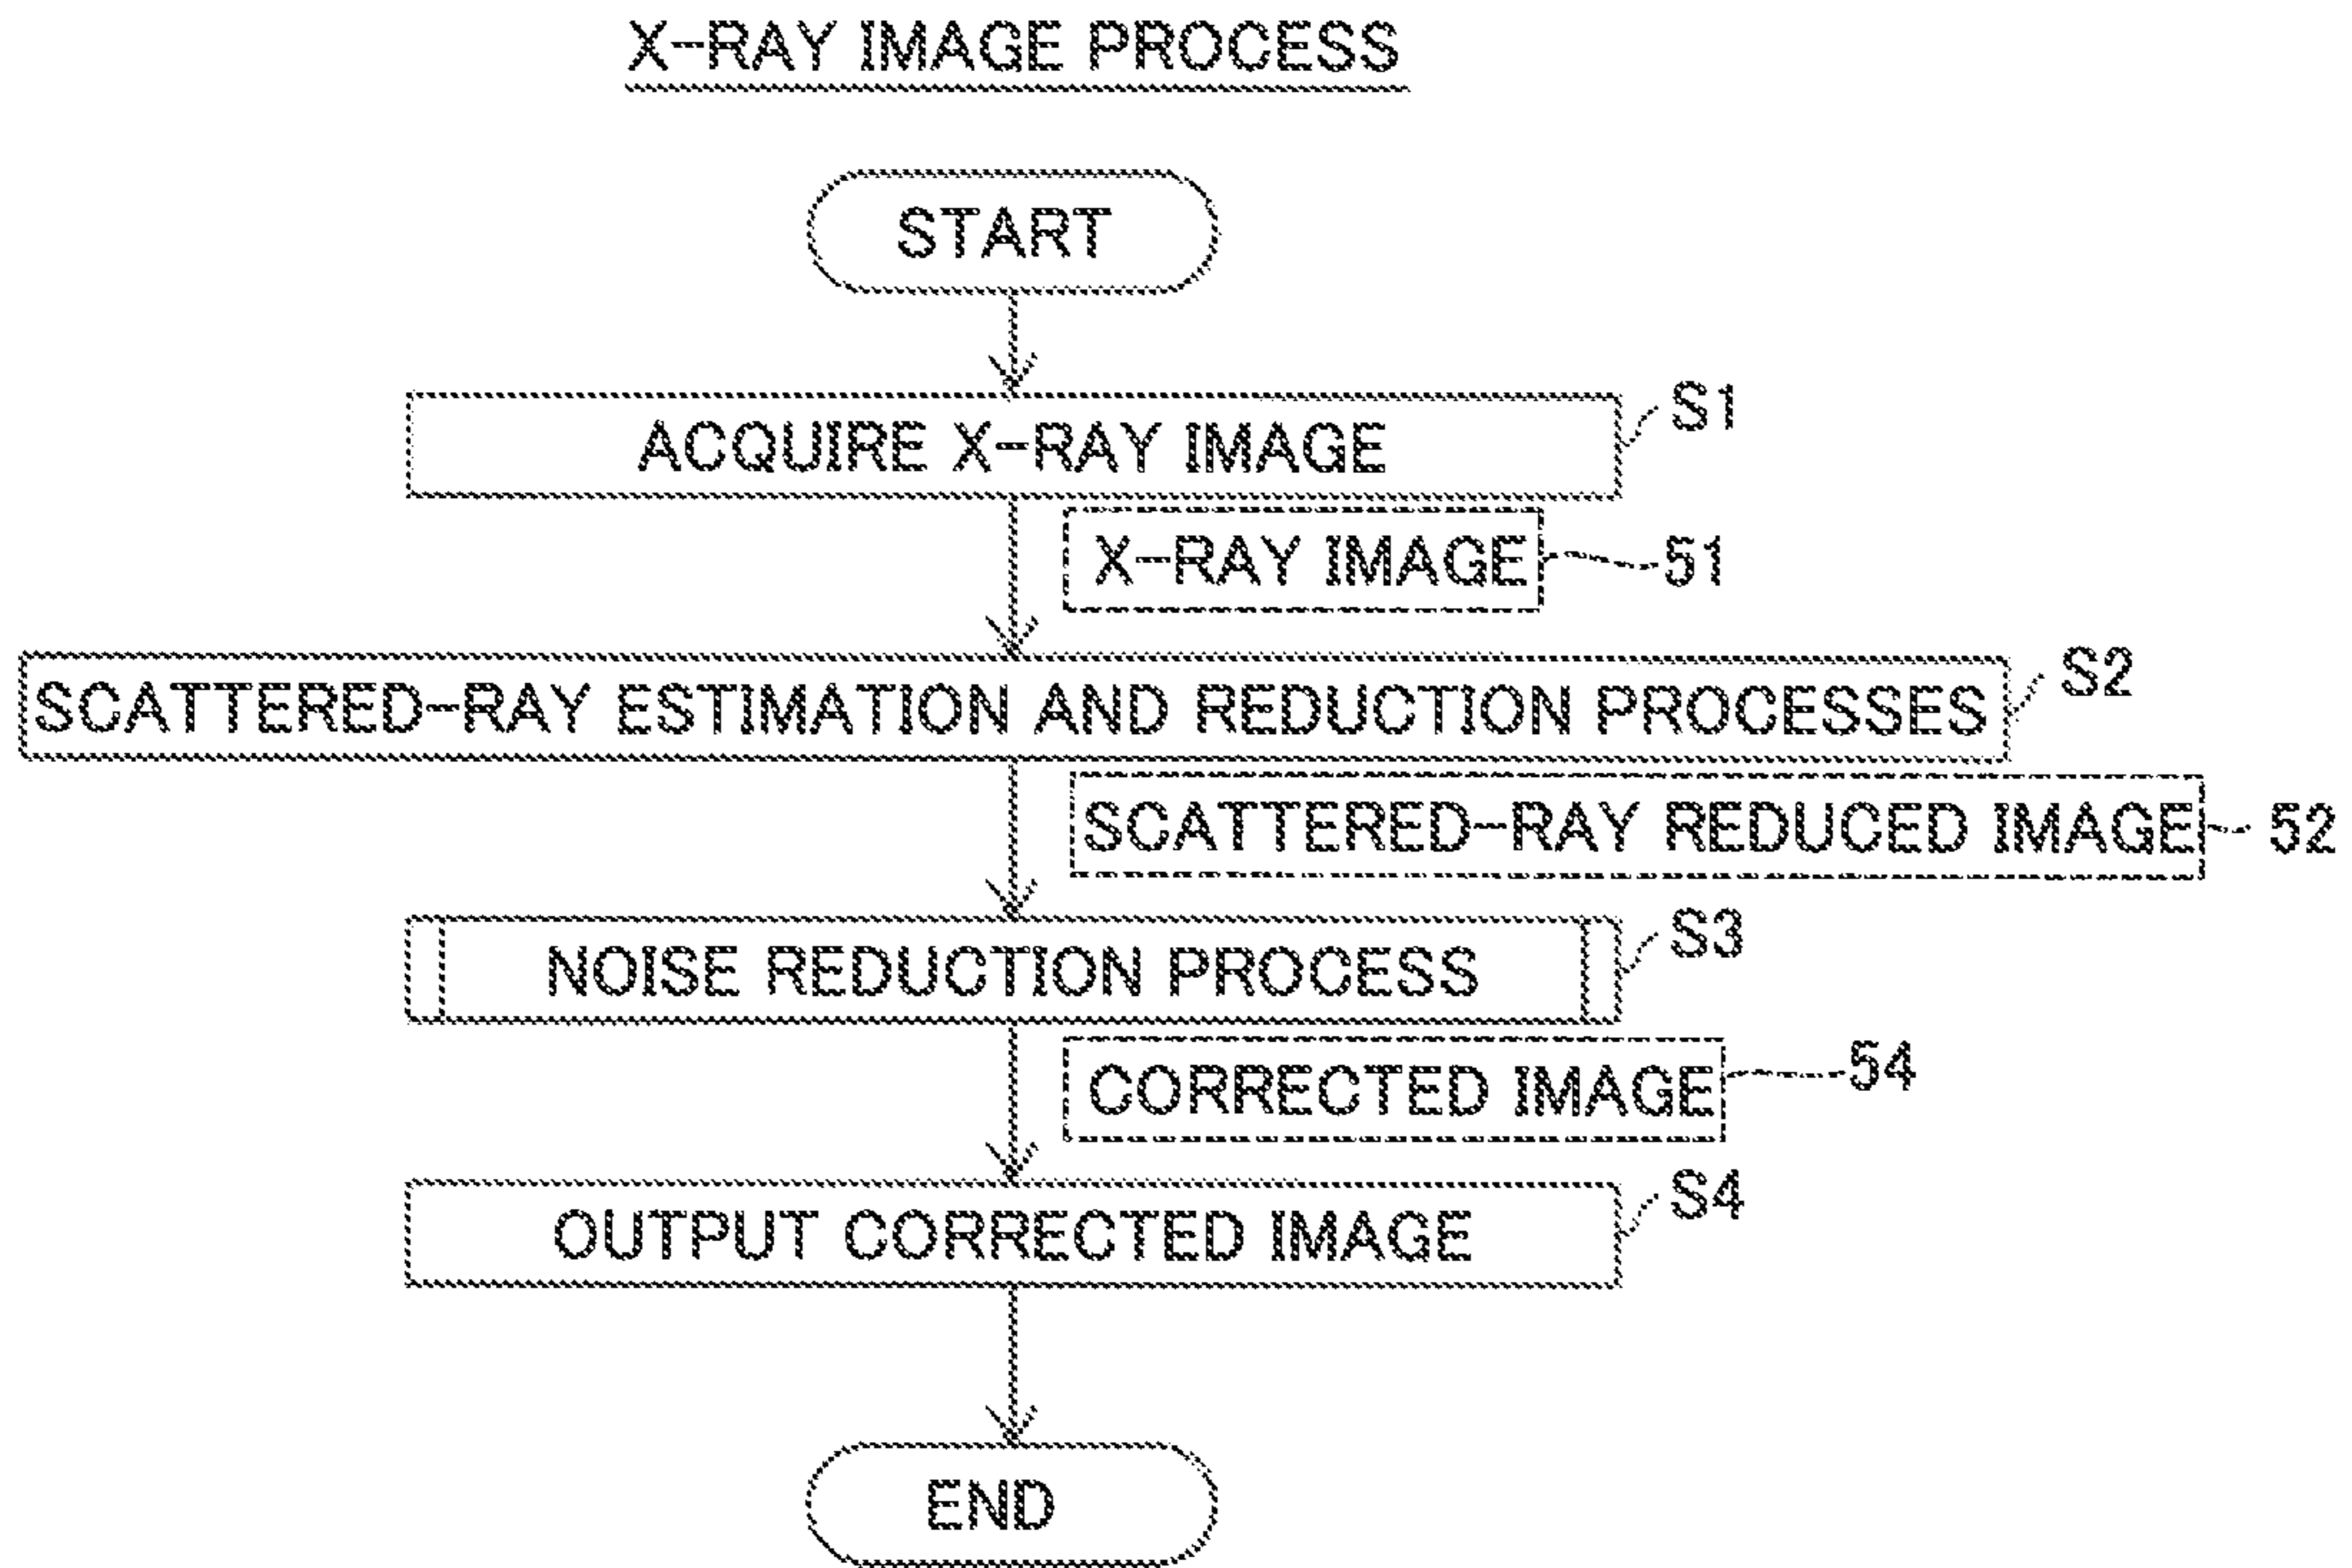 X-RAY IMAGE PROCESS
START
ACQUIRE X-RAY IMAGE
S1
X-RAY IMAGE
51
SCATTERED-RAY ESTIMATION AND REDUCTION PROCESSES
S2
SCATTERED-RAY REDUCED IMAGE
52
NOISE REDUCTION PROCESS
S3
CORRECTED IMAGE
54
OUTPUT CORRECTED IMAGE
S4
END